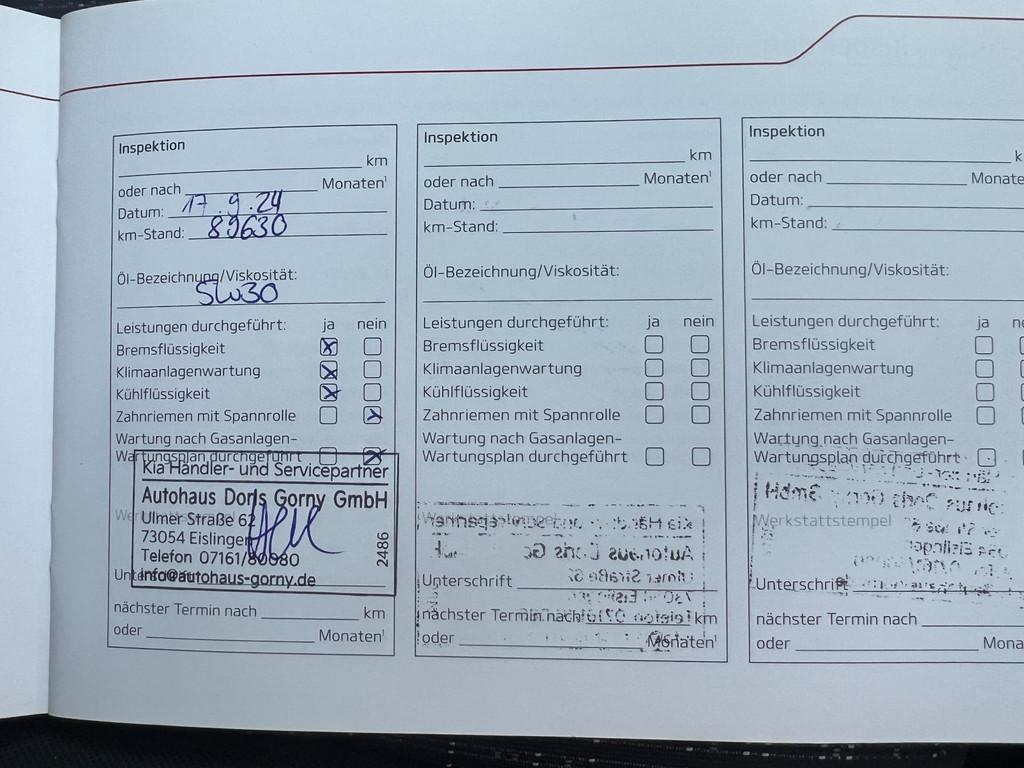 Inspektion
km
oder nach Monaten¹
Datum: 17.9.24
km-Stand: 89630
Öl-Bezeichnung/Viskosität:
5W30
Leistungen durchgeführt: ja nein
Bremsflüssigkeit
Klimaanlagenwartung
Kühlflüssigkeit
Zahnriemen mit Spannrolle
Wartung nach Gasanlagen-
Wartungsplan durchgeführt
Kia Händler- und Servicepartner
Autohaus Doris Gorny GmbH
Ulmer Straße 62
73054 Eislingen
Telefon 07161/80080
info@autohaus-gorny.de
2486
nächster Termin nach km
oder Monaten¹
Inspektion
km
oder nach Monaten¹
Datum:
km-Stand:
Öl-Bezeichnung/Viskosität:
Leistungen durchgeführt: ja nein
Bremsflüssigkeit
Klimaanlagenwartung
Kühlflüssigkeit
Zahnriemen mit Spannrolle
Wartung nach Gasanlagen-
Wartungsplan durchgeführt
Unterschrift
nächster Termin nach km
oder Monaten¹
Inspektion
k
oder nach Monate
Datum:
km-Stand:
Öl-Bezeichnung/Viskosität:
Leistungen durchgeführt: ja
Bremsflüssigkeit
Klimaanlagenwartung
Kühlflüssigkeit
Zahnriemen mit Spannrolle
Wartung nach Gasanlagen-
Wartungsplan durchgeführt
Werkstattstempel
Unterschrift
nächster Termin nach
oder Mona